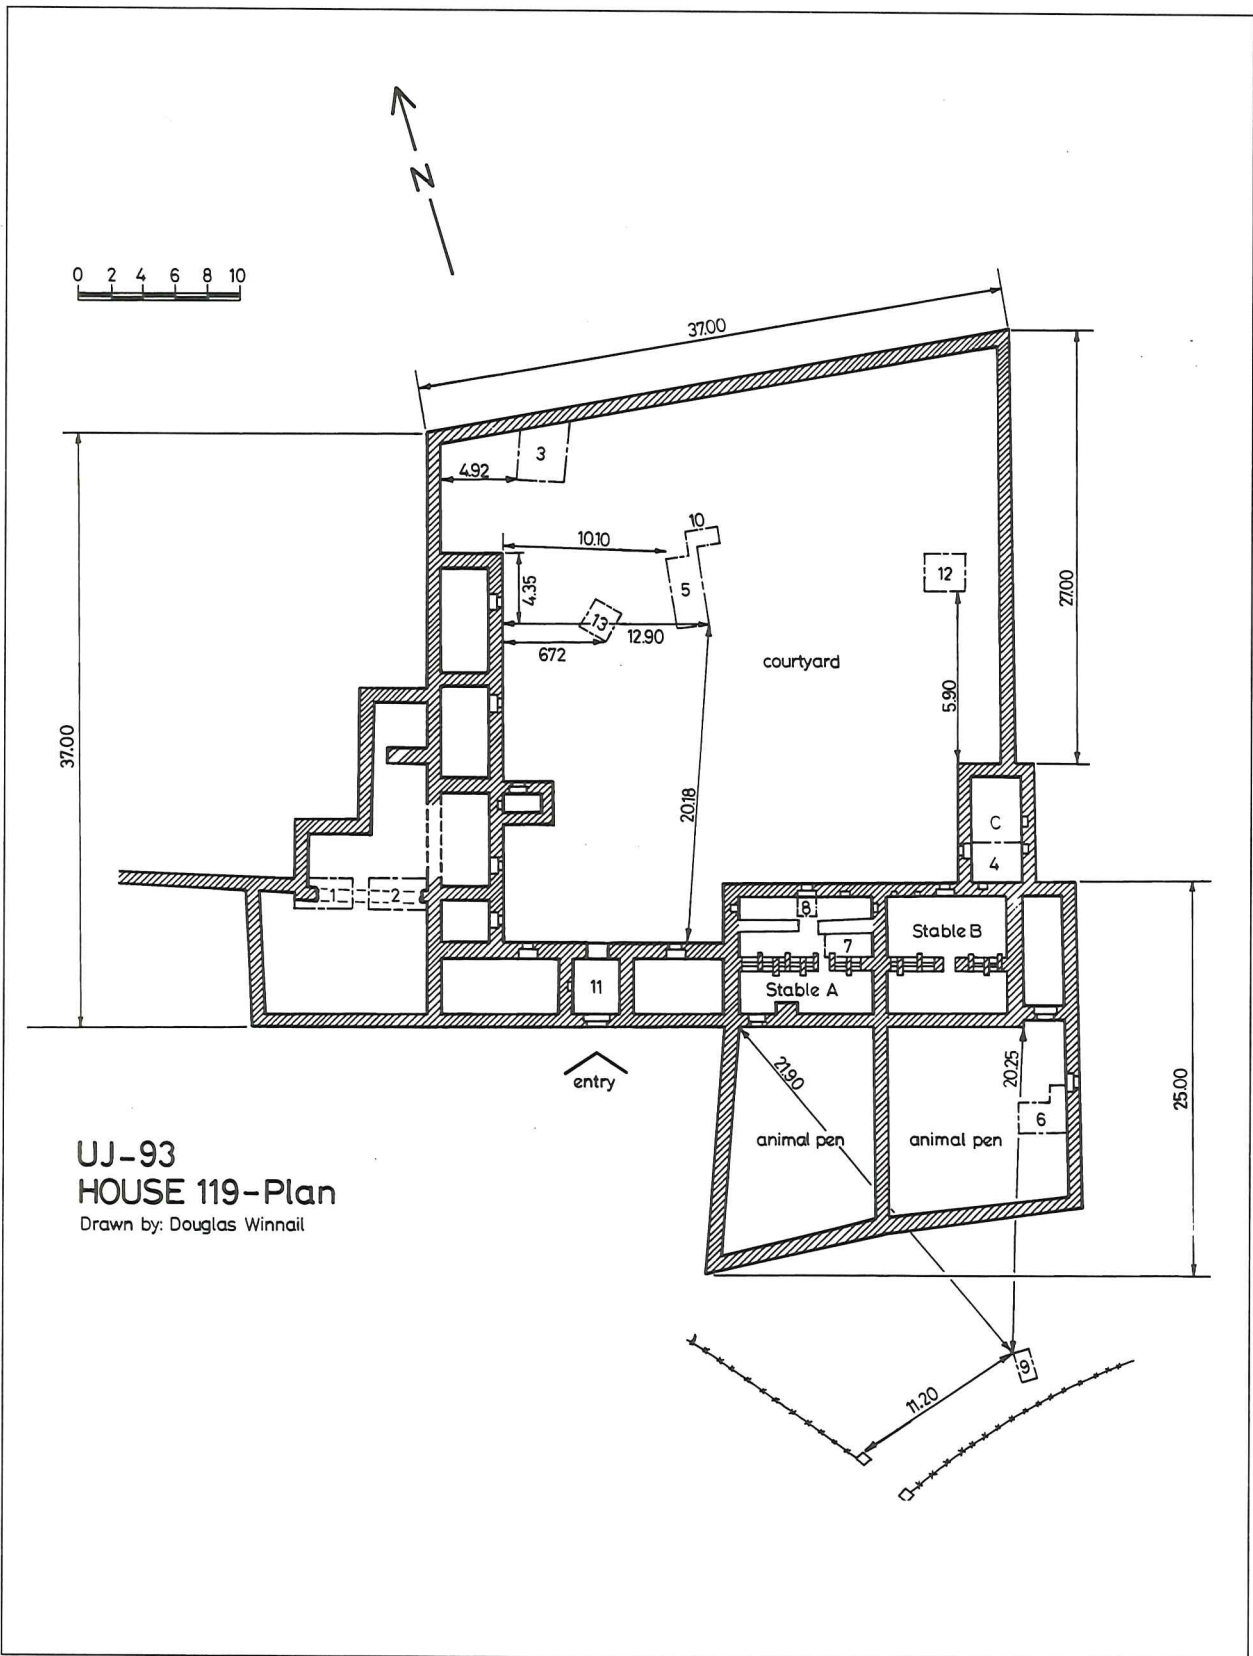 N
0 2 4 6 8 10
37.00
3
4.92
10
10.10
12
4.35
5
27.00
13
12.90
672
courtyard
5.90
37.00
20.18
C
4
1 2
8
Stable B
7
11
Stable A
21.90
20.25
entry
25.00
6
animal pen animal pen
UJ-93
HOUSE 119-Plan
Drawn by: Douglas Winnail
9
11.20